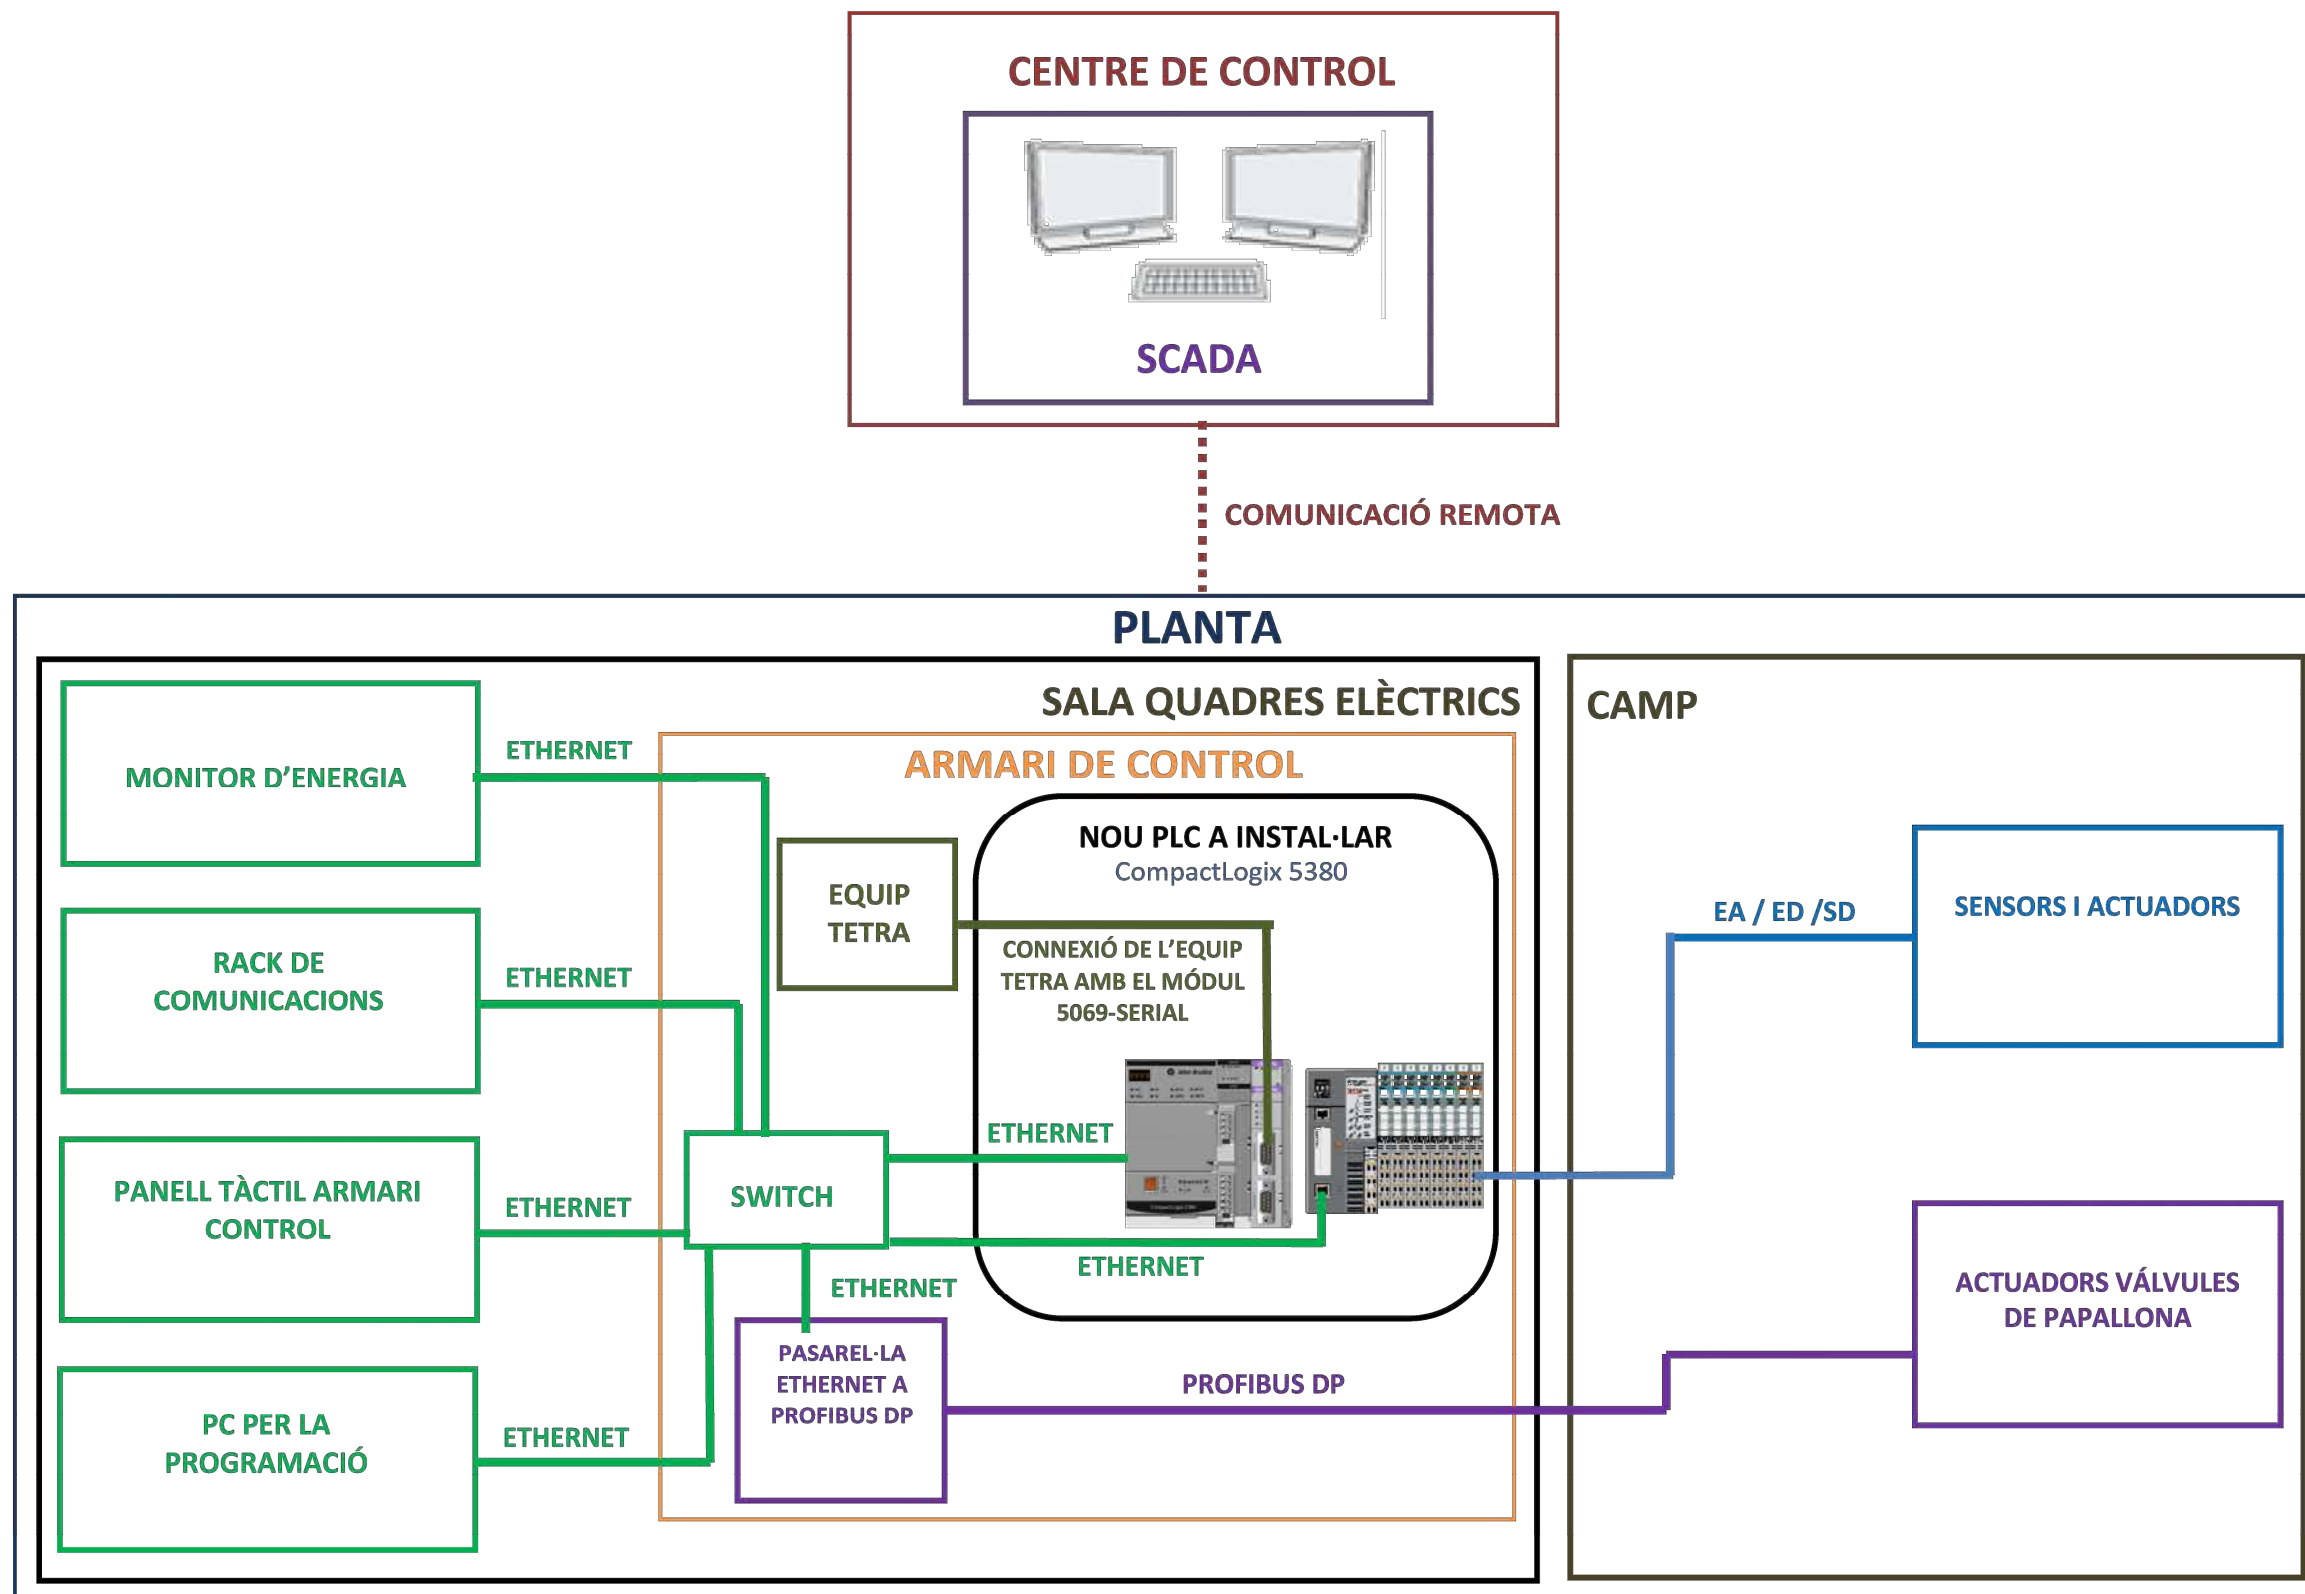 CENTRE DE CONTROL
SCADA
COMUNICACIÓ REMOTA
PLANTA
SALA QUADRES ELÈCTRICS
CAMP
MONITOR D'ENERGIA
ETHERNET
ARMARI DE CONTROL
NOU PLC A INSTAL·LAR
CompactLogix 5380
EQUIP
TETRA
CONNEXIÓ DE L'EQUIP
TETRA AMB EL MÓDUL
5069-SERIAL
EA / ED /SD
SENSORS I ACTUADORS
RACK DE
COMUNICACIONS
ETHERNET
PANELL TÀCTIL ARMARI
CONTROL
ETHERNET
SWITCH
ETHERNET
ETHERNET
ETHERNET
PASAREL·LA
ETHERNET A
PROFIBUS DP
PROFIBUS DP
ACTUADORS VÁLVULES
DE PAPALLONA
PC PER LA
PROGRAMACIÓ
ETHERNET